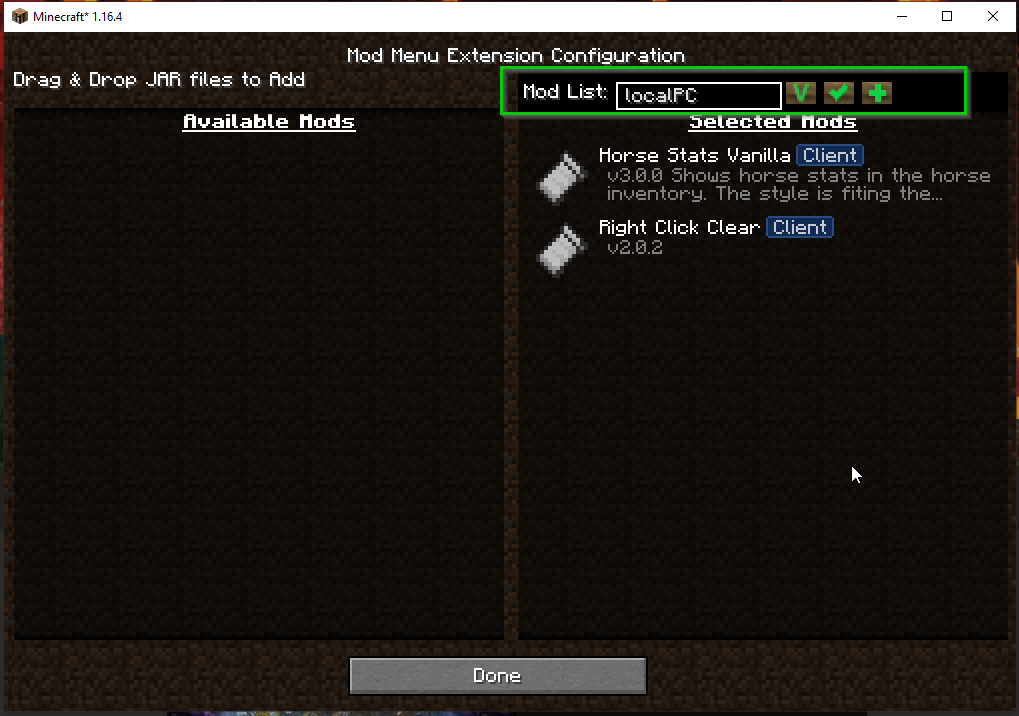 Minecraft* 1.16.4
Mod Menu Extension Configuration
Drag & Drop JAR files to Add
Mod List: localPC V
Available Mods
Selected Mods
Horse Stats Vanilla Client
v3.0.0 Shows horse stats in the horse
inventory. The style is fiting the...
Right Click Clear Client
v2.0.2
Done